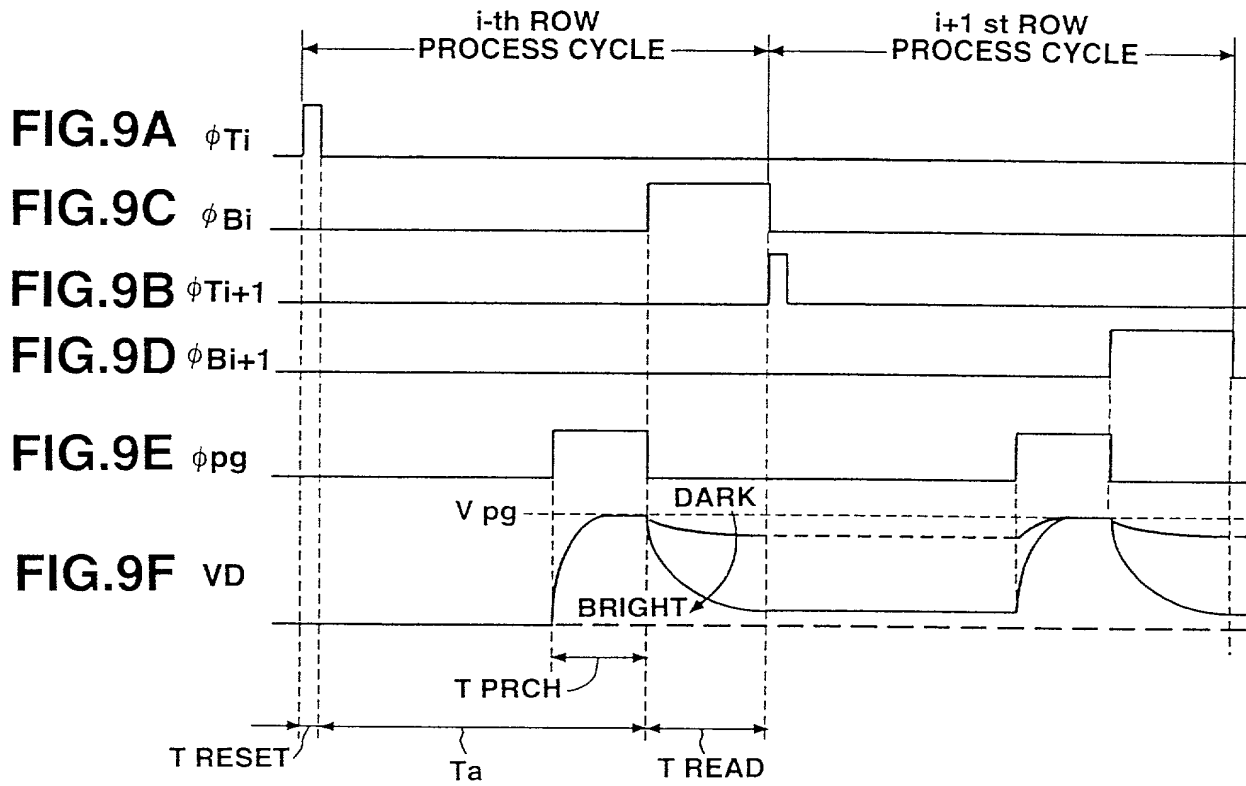 i-th ROW
PROCESS CYCLE
i+1 st ROW
PROCESS CYCLE
FIG.9A φTi
FIG.9C φBi
FIG.9B φTi+1
FIG.9D φBi+1
FIG.9E φpg
V pg
DARK
FIG.9F VD
BRIGHT
T PRCH
T RESET
Ta
T READ